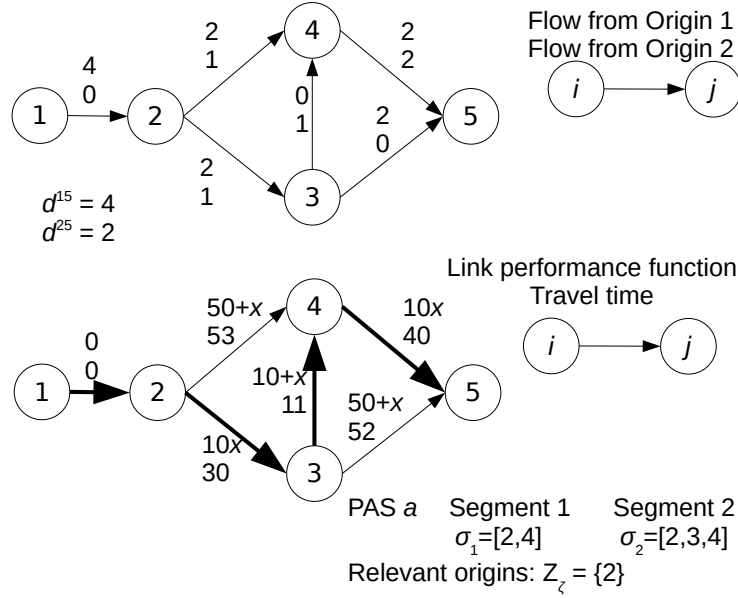 Flow from Origin 1
Flow from Origin 2
i
j
4
0
2
1
2
1
0
1
2
2
2
0
1
2
3
4
5
d¹⁵ = 4
d²⁵ = 2
Link performance function
Travel time
i
j
0
0
50+x
53
10x
30
10+x
11
10x
40
50+x
52
1
2
3
4
5
PAS a Segment 1 Segment 2
σ₁=[2,4] σ₂=[2,3,4]
Relevant origins: Z_ζ = {2}